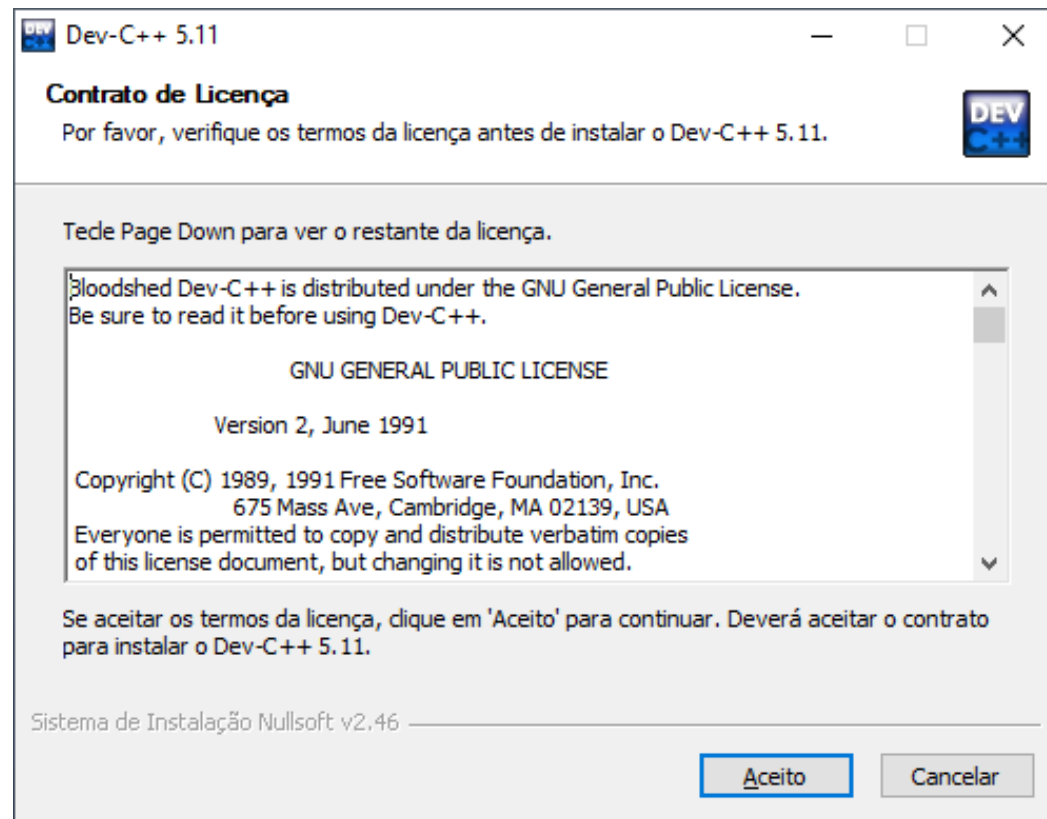 DEV C++ Dev-C++ 5.11
Contrato de Licença
Por favor, verifique os termos da licença antes de instalar o Dev-C++ 5.11.
DEV
C++
Tecle Page Down para ver o restante da licença.
Bloodshed Dev-C++ is distributed under the GNU General Public License.
Be sure to read it before using Dev-C++.
GNU GENERAL PUBLIC LICENSE
Version 2, June 1991
Copyright (C) 1989, 1991 Free Software Foundation, Inc.
675 Mass Ave, Cambridge, MA 02139, USA
Everyone is permitted to copy and distribute verbatim copies
of this license document, but changing it is not allowed.
Se aceitar os termos da licença, clique em 'Aceito' para continuar. Deverá aceitar o contrato
para instalar o Dev-C++ 5.11.
Sistema de Instalação Nullsoft v2.46
Aceito Cancelar